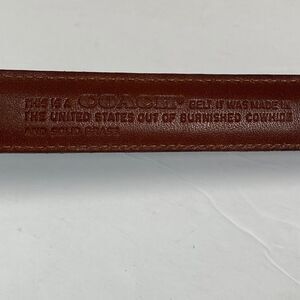 THIS IS A COACH® BELT. IT WAS MADE IN
THE UNITED STATES OUT OF BURNISHED COWHIDE
AND SOLID BRASS.